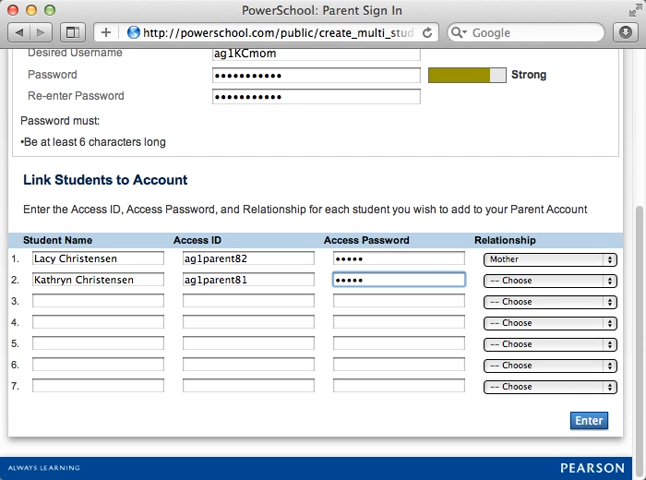 PowerSchool: Parent Sign In
http://powerschool.com/public/create_multi_stud
Google
Desired Username ag1KCmom
Password ••••••••••• Strong
Re-enter Password •••••••••••
Password must:
•Be at least 6 characters long
Link Students to Account
Enter the Access ID, Access Password, and Relationship for each student you wish to add to your Parent Account
Student Name Access ID Access Password Relationship
1. Lacy Christensen ag1parent82 ••••• Mother
2. Kathryn Christensen ag1parent81 ••••• -- Choose
3. -- Choose
4. -- Choose
5. -- Choose
6. -- Choose
7. -- Choose
Enter
ALWAYS LEARNING PEARSON